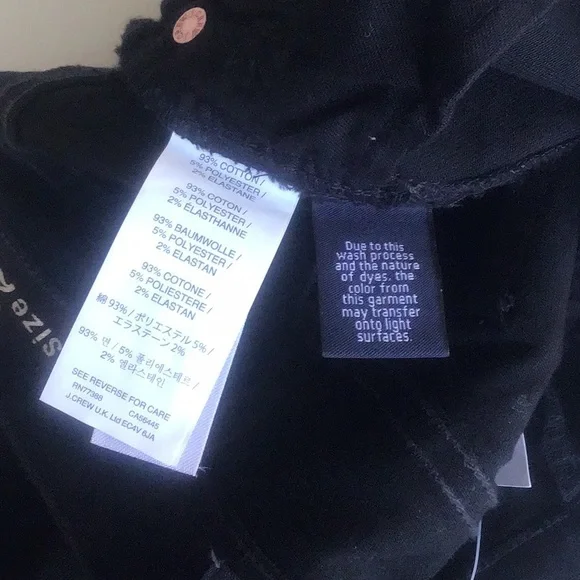 93% COTTON /
5% POLYESTER /
2% ELASTANE
93% COTON /
5% POLYESTER /
2% ÉLASTHANNE
93% BAUMWOLLE /
5% POLYESTER /
2% ELASTAN
93% COTONE /
5% POLIESTERE /
2% ELASTAN
綿 93% / ポリエステル 5% /
エラステーン 2%
93% 면 / 5% 폴리에스테르 /
2% 엘라스테인
SEE REVERSE FOR CARE
RN77388 CA56445
J.CREW U.K. Ltd EC4V 6JA
Due to this
wash process
and the nature
of dyes, the
color from
this garment
may transfer
onto light
surfaces.
Size